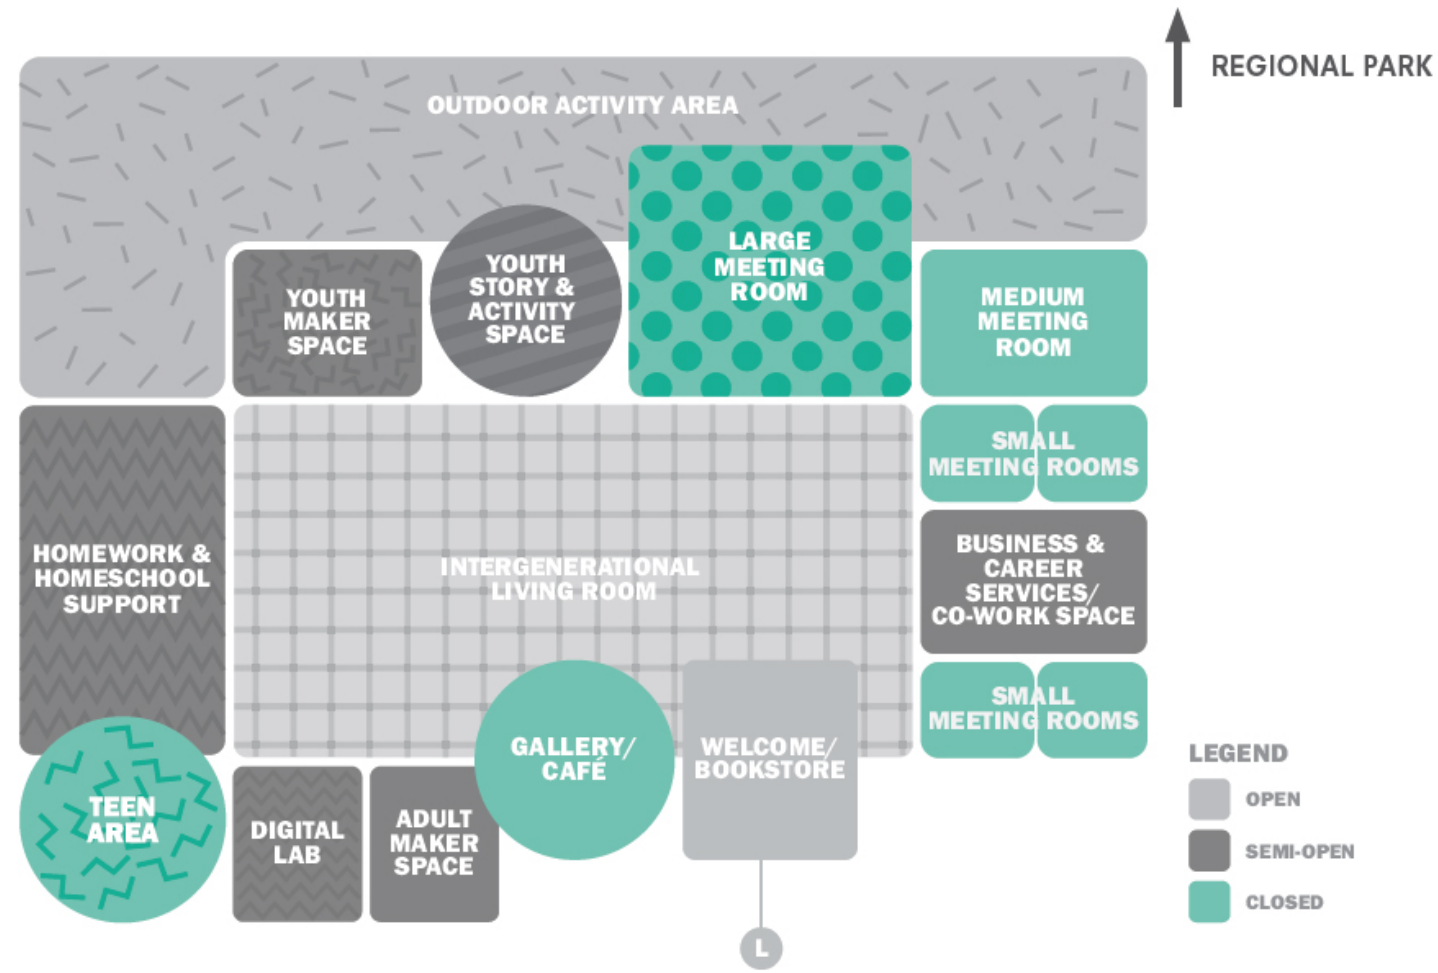 REGIONAL PARK
OUTDOOR ACTIVITY AREA
YOUTH
MAKER
SPACE
YOUTH
STORY &
ACTIVITY
SPACE
LARGE
MEETING
ROOM
MEDIUM
MEETING
ROOM
HOMEWORK &
HOMESCHOOL
SUPPORT
INTERGENERATIONAL
LIVING ROOM
SMALL
MEETING ROOMS
BUSINESS &
CAREER
SERVICES/
CO-WORK SPACE
SMALL
MEETING ROOMS
TEEN
AREA
DIGITAL
LAB
ADULT
MAKER
SPACE
GALLERY/
CAFÉ
WELCOME/
BOOKSTORE
L
LEGEND
OPEN
SEMI-OPEN
CLOSED